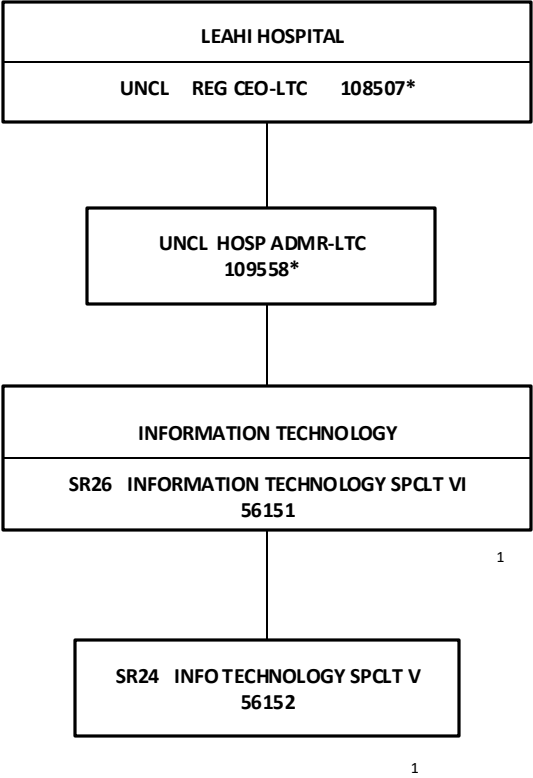 LEAHI HOSPITAL
UNCL REG CEO-LTC 108507*
UNCL HOSP ADMR-LTC
109558*
INFORMATION TECHNOLOGY
SR26 INFORMATION TECHNOLOGY SPCLT VI
56151
1
SR24 INFO TECHNOLOGY SPCLT V
56152
1